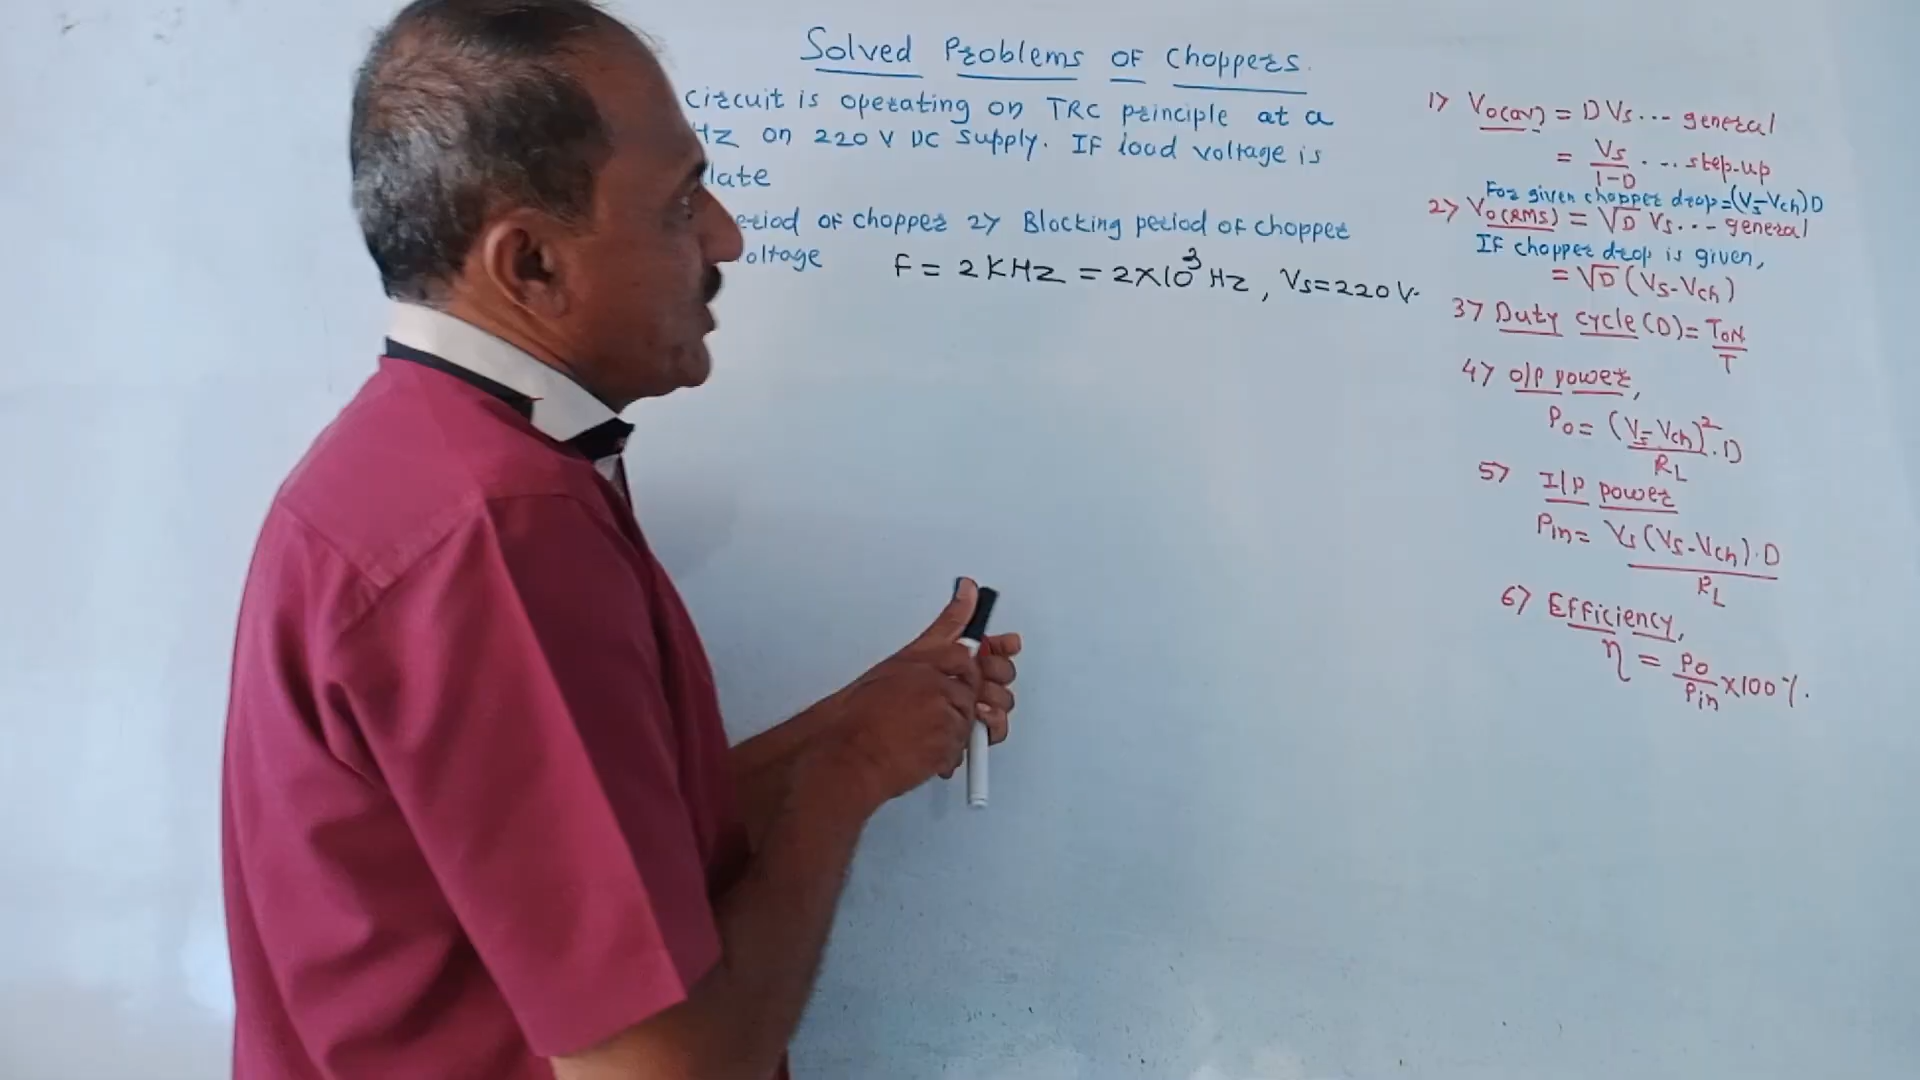 Solved Problems OF Choppers.
circuit is operating on TRC principle at a
HZ on 220 V DC supply. IF load voltage is
late
eriod of chopper 2> Blocking period of chopper
oltage
F = 2 KHZ = 2×10³ HZ, Vs=220V.
1> Vo(av) = D Vs... general
= Vs/1-D ... step-up
For given chopper drop=(Vs-Vch)D
2> Vo(RMS) = √D Vs... general
IF chopper drop is given,
= √D (Vs-Vch)
3> Duty cycle (D)= TON/T
4> O/P power,
Po= (Vs-Vch)²/RL . D
5> I/P power
Pin= Vs(Vs-Vch).D/RL
6> Efficiency,
η = Po/Pin ×100%.